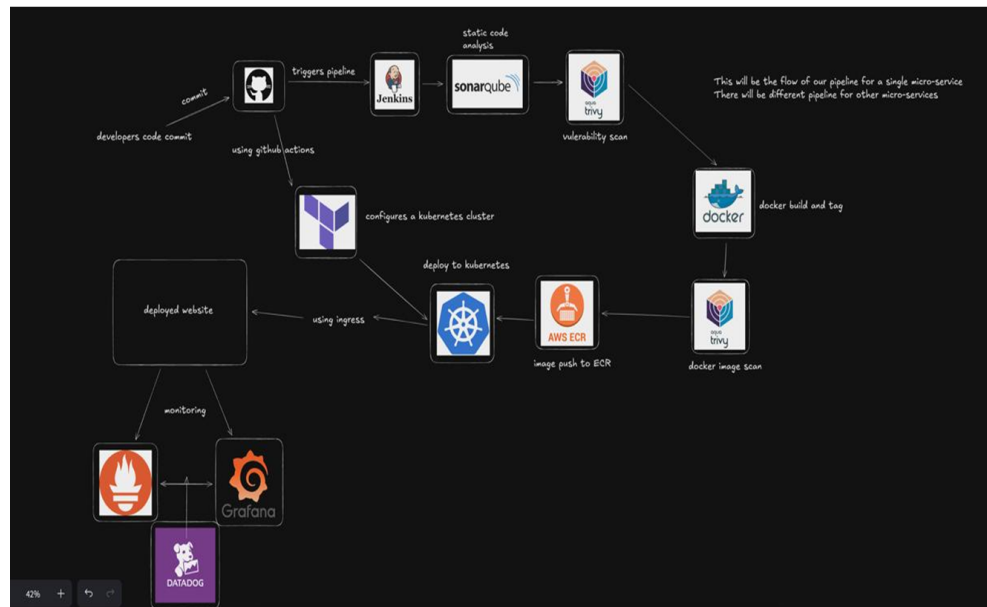 static code
analysis
triggers pipeline
Jenkins
sonarqube
aqua
trivy
This will be the flow of our pipeline for a single micro-service
There will be different pipeline for other micro-services
commit
developers code commit
vulerability scan
using github actions
docker
docker build and tag
configures a kubernetes cluster
deploy to kubernetes
deployed website
using ingress
AWS ECR
aqua
trivy
image push to ECR
docker image scan
monitoring
Grafana
DATADOG
42%